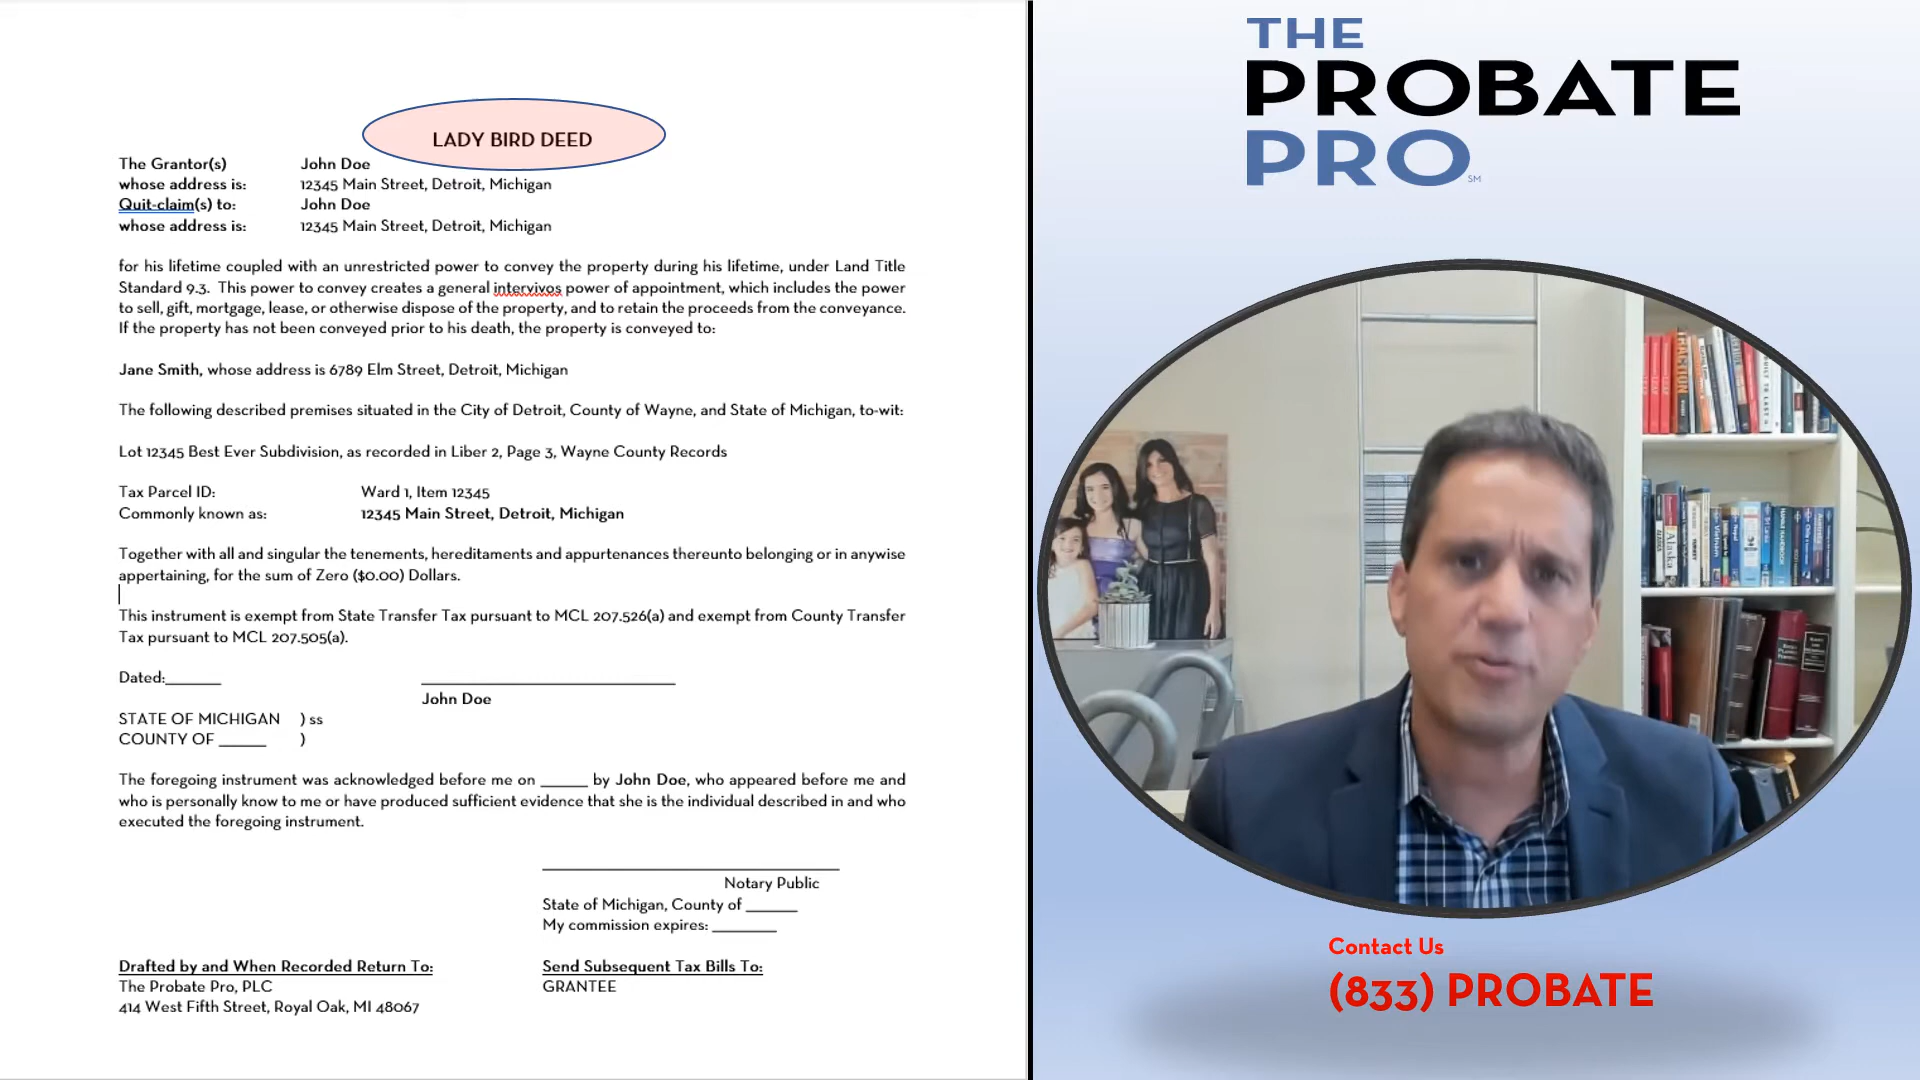 LADY BIRD DEED
The Grantor(s) John Doe
whose address is: 12345 Main Street, Detroit, Michigan
Quit-claim(s) to: John Doe
whose address is: 12345 Main Street, Detroit, Michigan
for his lifetime coupled with an unrestricted power to convey the property during his lifetime, under Land Title
Standard 9.3. This power to convey creates a general intervivos power of appointment, which includes the power
to sell, gift, mortgage, lease, or otherwise dispose of the property, and to retain the proceeds from the conveyance.
If the property has not been conveyed prior to his death, the property is conveyed to:
Jane Smith, whose address is 6789 Elm Street, Detroit, Michigan
The following described premises situated in the City of Detroit, County of Wayne, and State of Michigan, to-wit:
Lot 12345 Best Ever Subdivision, as recorded in Liber 2, Page 3, Wayne County Records
Tax Parcel ID: Ward 1, Item 12345
Commonly known as: 12345 Main Street, Detroit, Michigan
Together with all and singular the tenements, hereditaments and appurtenances thereunto belonging or in anywise
appertaining, for the sum of Zero ($0.00) Dollars.
This instrument is exempt from State Transfer Tax pursuant to MCL 207.526(a) and exempt from County Transfer
Tax pursuant to MCL 207.505(a).
Dated:_______ 
John Doe
STATE OF MICHIGAN ) ss
COUNTY OF ______ )
The foregoing instrument was acknowledged before me on ______ by John Doe, who appeared before me and
who is personally know to me or have produced sufficient evidence that she is the individual described in and who
executed the foregoing instrument.
Notary Public
State of Michigan, County of ______
My commission expires: ________
Drafted by and When Recorded Return To: Send Subsequent Tax Bills To:
The Probate Pro, PLC GRANTEE
414 West Fifth Street, Royal Oak, MI 48067
THE
PROBATE
PRO SM
Alaska
Contact Us
(833) PROBATE